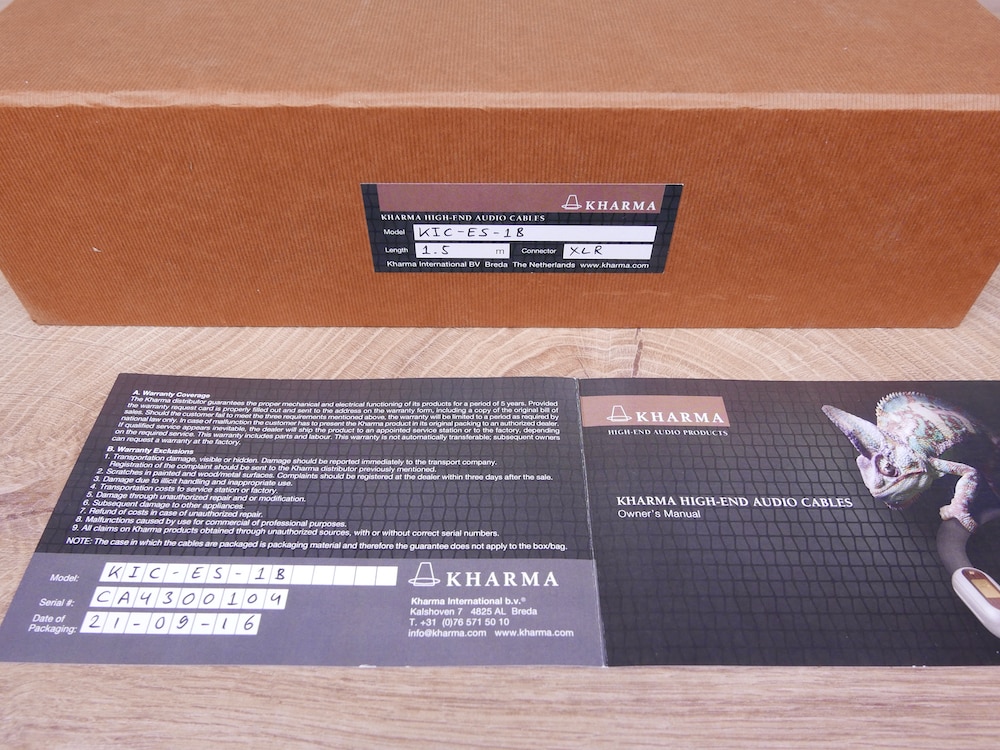 KHARMA
KHARMA HIGH-END AUDIO CABLES
Model KIC-ES-1B
Length 1.5 m Connector XLR
Kharma International BV Breda The Netherlands www.kharma.com
A. Warranty Coverage
The Kharma distributor guarantees the proper mechanical and electrical functioning of its products for a period of 5 years. Provided
the warranty request card is properly filled out and sent to the address on the warranty form, including a copy of the original bill of
sales. Should the customer fail to meet the three requirements mentioned above, the warranty will be limited to a period as required by
national law only. In case of malfunction the customer has to present the Kharma product in its original packing to an authorized dealer.
If qualified service appears inevitable, the dealer will ship the product to an appointed service station or to the factory, depending
on the required service. This warranty includes parts and labour. This warranty is not automatically transferable; subsequent owners
can request a warranty at the factory.
B. Warranty Exclusions
1. Transportation damage, visible or hidden. Damage should be reported immediately to the transport company.
Registration of the complaint should be sent to the Kharma distributor previously mentioned.
2. Scratches in painted and wood/metal surfaces. Complaints should be registered at the dealer within three days after the sale.
3. Damage due to illicit handling and inappropriate use.
4. Transportation costs to service station or factory.
5. Damage through unauthorized repair and or modification.
6. Subsequent damage to other appliances.
7. Refund of costs in case of unauthorized repair.
8. Malfunctions caused by use for commercial of professional purposes.
9. All claims on Kharma products obtained through unauthorized sources, with or without correct serial numbers.
NOTE: The case in which the cables are packaged is packaging material and therefore the guarantee does not apply to the box/bag.
Model: KIC-ES-1B
Serial #: CA4300104
Date of
Packaging: 21-09-16
KHARMA
Kharma International b.v.®
Kalshoven 7 4825 AL Breda
T. +31 (0)76 571 50 10
info@kharma.com www.kharma.com
KHARMA
HIGH-END AUDIO PRODUCTS
KHARMA HIGH-END AUDIO CABLES
Owner's Manual